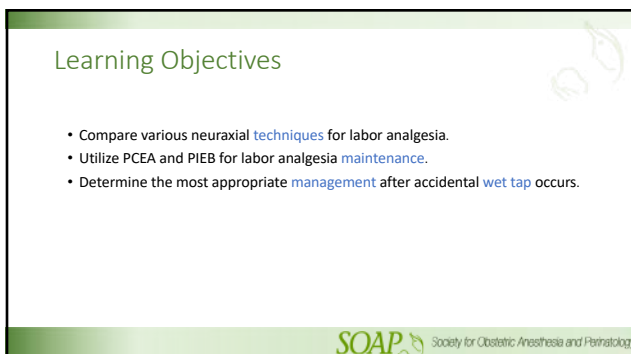 Learning Objectives
• Compare various neuraxial techniques for labor analgesia.
• Utilize PCEA and PIEB for labor analgesia maintenance.
• Determine the most appropriate management after accidental wet tap occurs.
SOAP Society for Obstetric Anesthesia and Perinatology